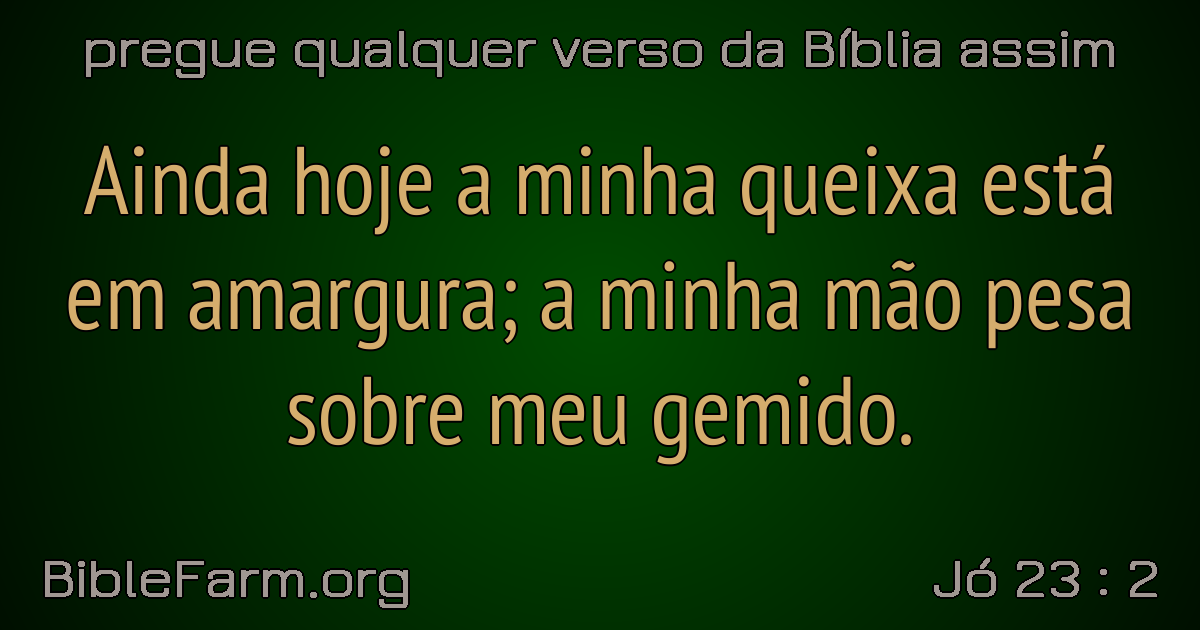 pregue qualquer verso da Bíblia assim
Ainda hoje a minha queixa está
em amargura; a minha mão pesa
sobre meu gemido.
BibleFarm.org
Jó 23 : 2